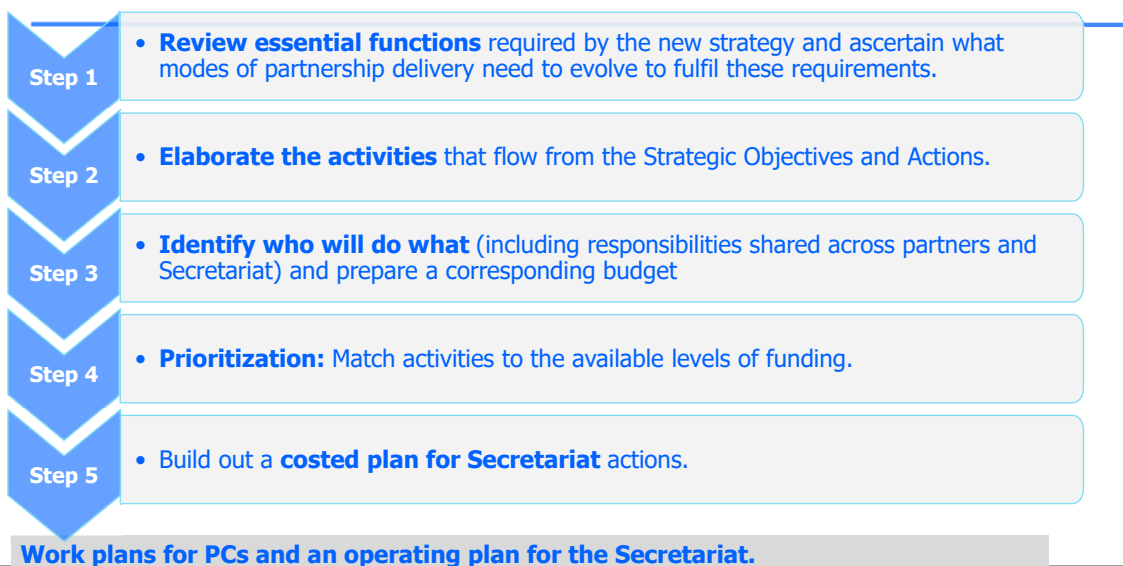 Step 1
• Review essential functions required by the new strategy and ascertain what
modes of partnership delivery need to evolve to fulfil these requirements.
Step 2
• Elaborate the activities that flow from the Strategic Objectives and Actions.
Step 3
• Identify who will do what (including responsibilities shared across partners and
Secretariat) and prepare a corresponding budget
Step 4
• Prioritization: Match activities to the available levels of funding.
Step 5
• Build out a costed plan for Secretariat actions.
Work plans for PCs and an operating plan for the Secretariat.